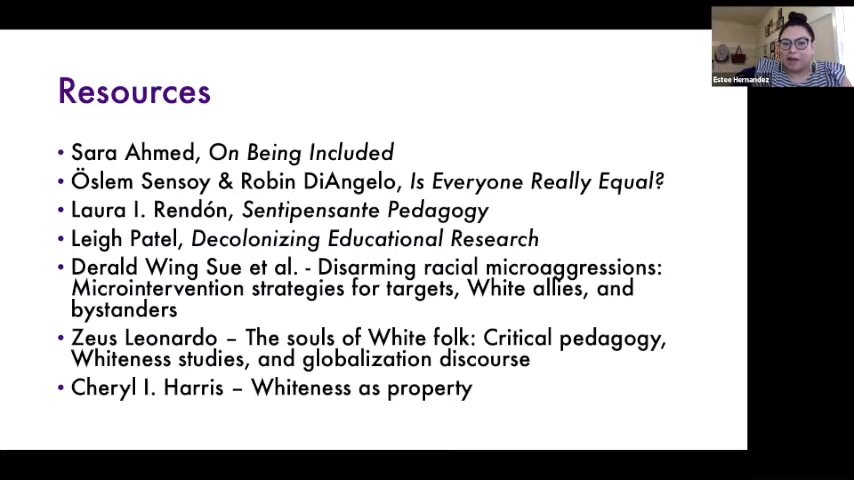 Estee Hernandez
Resources
• Sara Ahmed, On Being Included
• Öslem Sensoy & Robin DiAngelo, Is Everyone Really Equal?
• Laura I. Rendón, Sentipensante Pedagogy
• Leigh Patel, Decolonizing Educational Research
• Derald Wing Sue et al. - Disarming racial microaggressions:
Microintervention strategies for targets, White allies, and
bystanders
• Zeus Leonardo – The souls of White folk: Critical pedagogy,
Whiteness studies, and globalization discourse
• Cheryl I. Harris – Whiteness as property